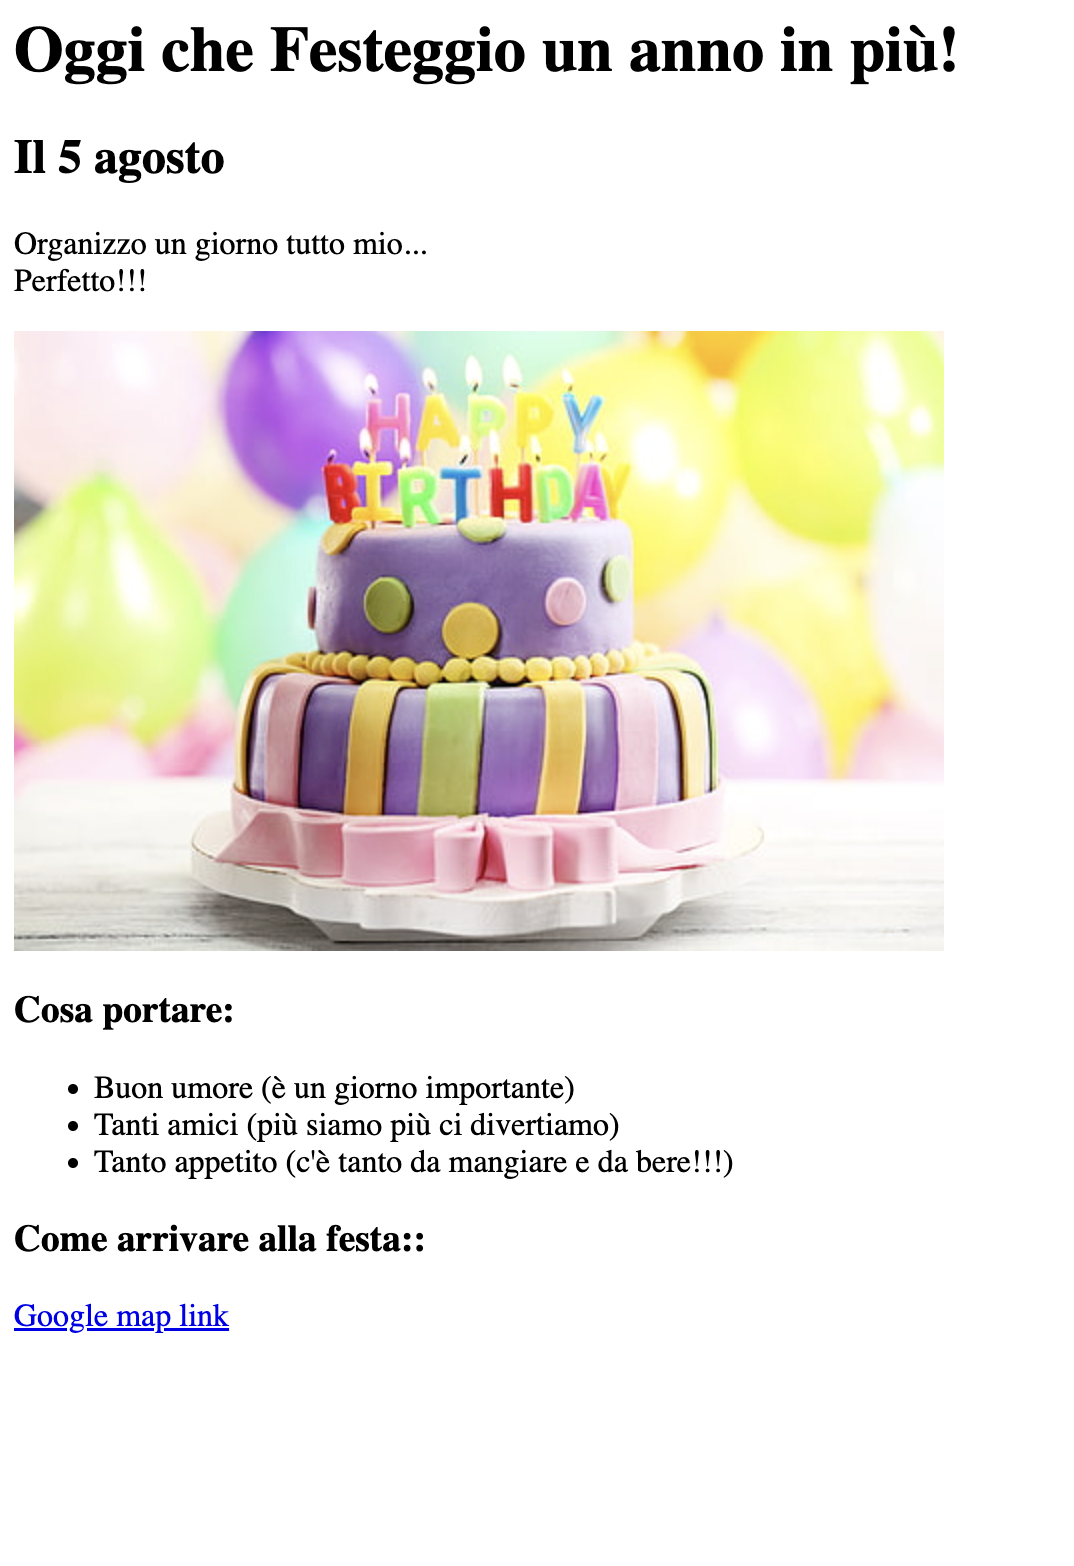 Oggi che Festeggio un anno in più!
Il 5 agosto
Organizzo un giorno tutto mio...
Perfetto!!!
HAPPY
BIRTHDAY
Cosa portare:
Buon umore (è un giorno importante)
Tanti amici (più siamo più ci divertiamo)
Tanto appetito (c'è tanto da mangiare e da bere!!!)
Come arrivare alla festa::
Google map link